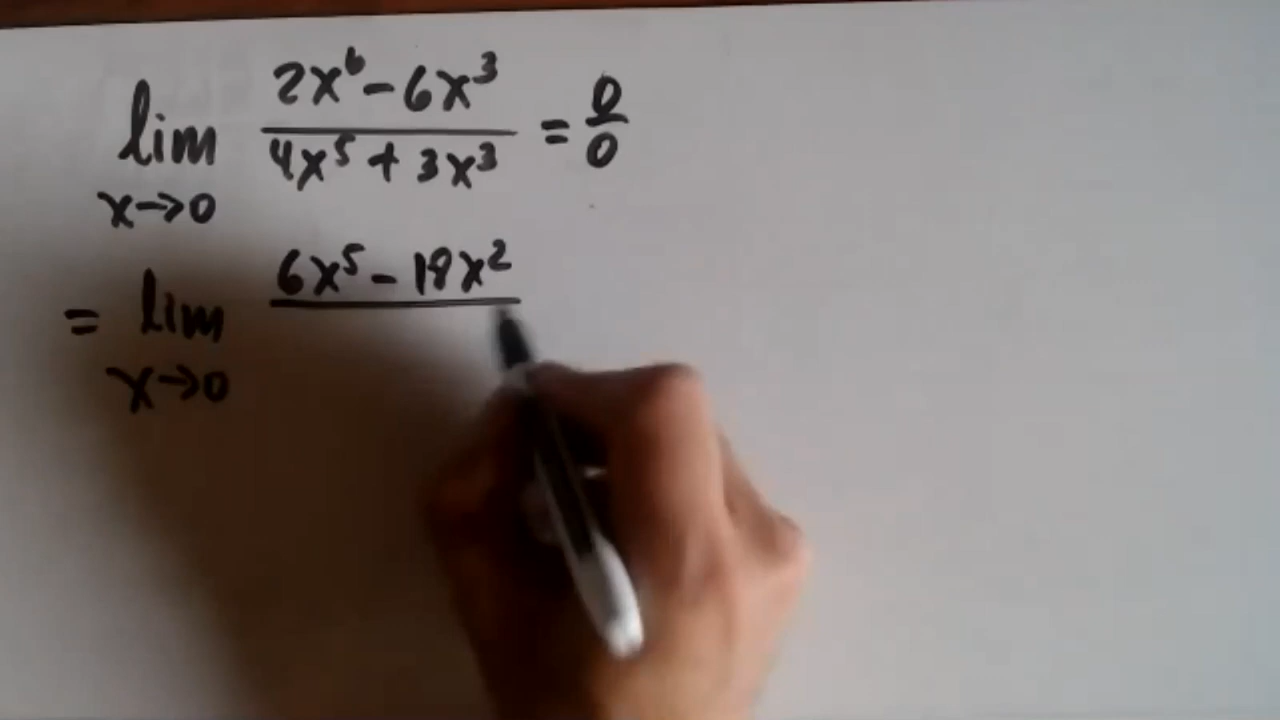 lim x→0 (2x⁶ - 6x³)/(4x⁵ + 3x³) = 0/0
= lim x→0 6x⁵ - 18x²